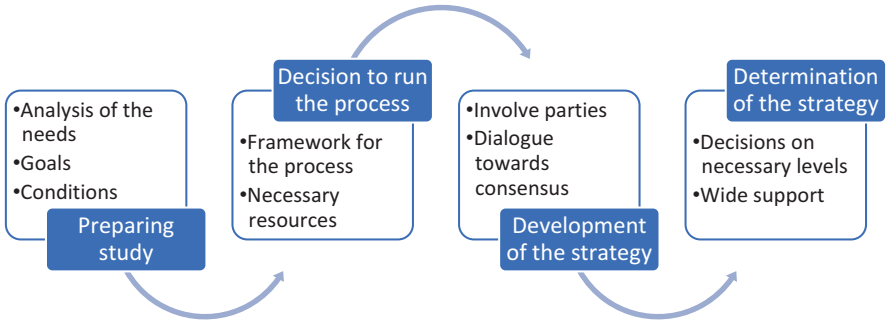 •Analysis of the
needs
•Goals
•Conditions
Preparing
study
Decision to run
the process
•Framework for
the process
•Necessary
resources
•Involve parties
•Dialogue
towards
consensus
Development
of the strategy
Determination
of the strategy
•Decisions on
necessary levels
•Wide support